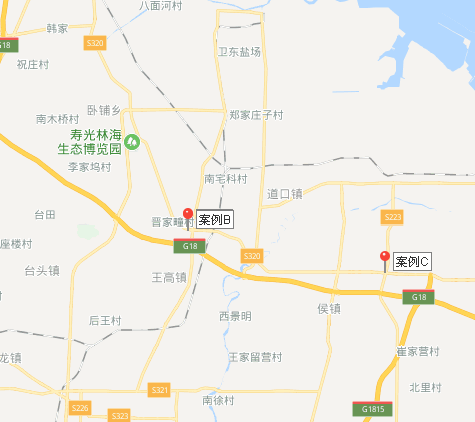 八面河村
韩家
G18
S320
卫东盐场
祝庄村
卧铺乡
南木桥村
郑家庄子村
寿光林海
生态博览园
李家坞村
南宅科村
道口镇
台田
晋家疃村
案例B
S223
座楼村
G18
S320
案例C
台头镇
王高镇
G18
侯镇
后王村
西景明
龙镇
王家留营村
崔家营村
S321
北里村
南徐村
S226
S323
G1815